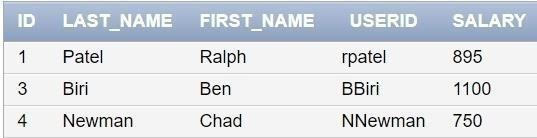 ID LAST_NAME FIRST_NAME USERID SALARY
1 Patel Ralph rpatel 895
3 Biri Ben BBiri 1100
4 Newman Chad NNewman 750